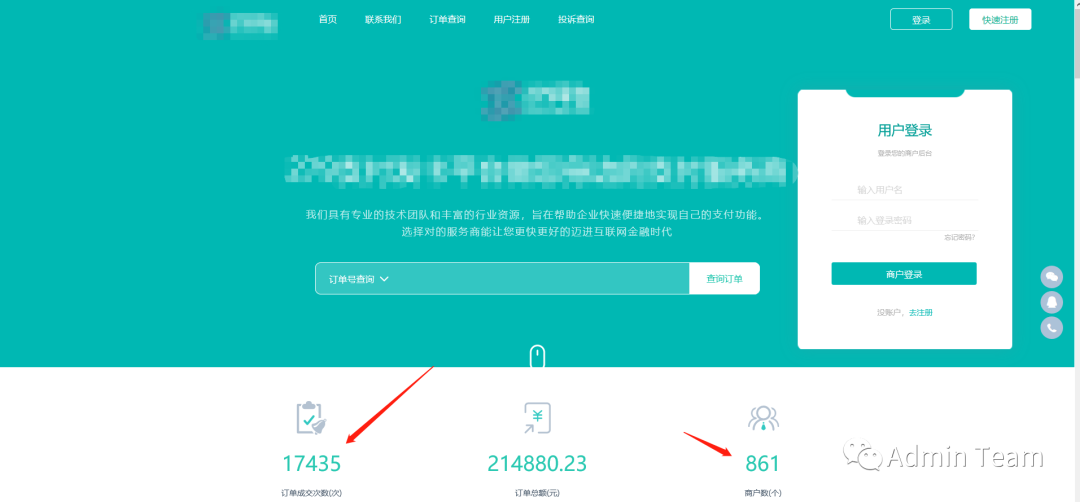 首页 联系我们 订单查询 用户注册 投诉查询 登录 快速注册
我们具有专业的技术团队和丰富的行业资源，旨在帮助企业快速便捷地实现自己的支付功能。
选择对的服务商能让您更快更好的迈进互联网金融时代
订单号查询 查询订单
用户登录
登录您的商户后台
输入用户名
输入登录密码
忘记密码?
商户登录
没账户，去注册
17435 214880.23 861
订单成交次数(次) 订单总额(元) 商户数(个)
Admin Team